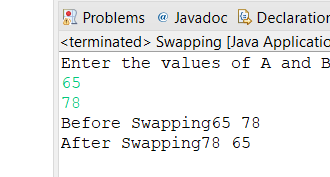 Problems @ Javadoc Declaration
<terminated> Swapping [Java Applicatio
Enter the values of A and B
65
78
Before Swapping65 78
After Swapping78 65